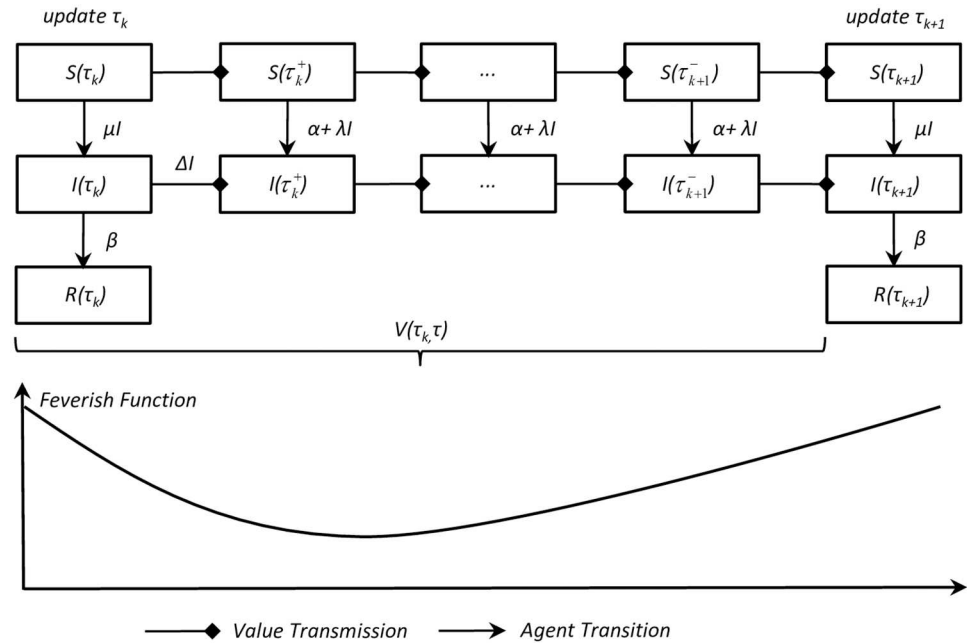 update τₖ update τₖ₊₁
S(τₖ) S(τₖ⁺) ... S(τₖ₊₁⁻) S(τₖ₊₁)
μI α+ λI α+ λI α+ λI μI
ΔI
I(τₖ) I(τₖ⁺) ... I(τₖ₊₁⁻) I(τₖ₊₁)
β β
R(τₖ) R(τₖ₊₁)
V(τₖ,τ)
Feverish Function
Value Transmission Agent Transition